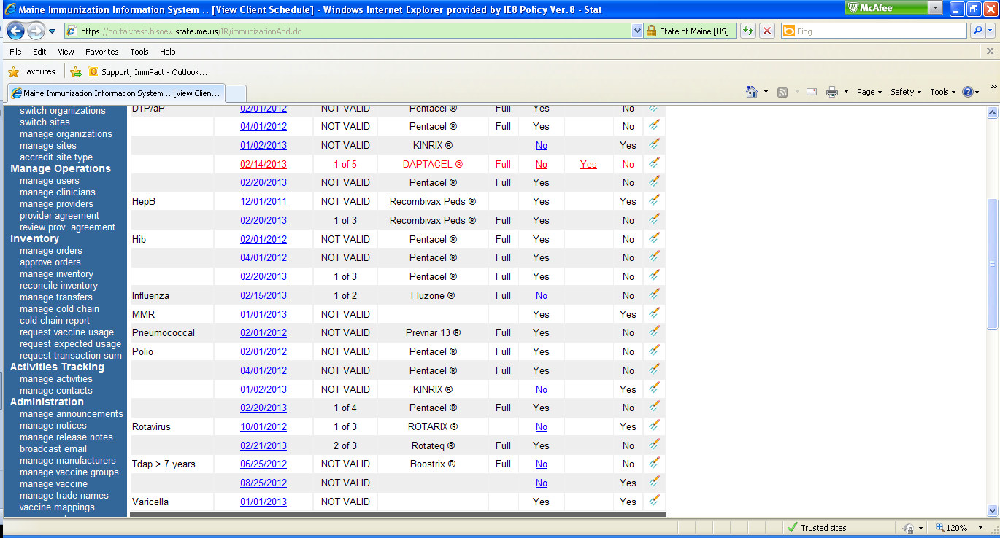 Maine Immunization Information System .. [View Client Schedule] - Windows Internet Explorer provided by IE8 Policy Ver. 8 - Stat
McAfee
https://portalxtest.bisoex.state.me.us/IR/immunizationAdd.do State of Maine [US] Bing
File Edit View Favorites Tools Help
Favorites Support, ImmPact - Outlook...
Maine Immunization Information System .. [View Clien... Page Safety Tools
switch organizations
switch sites
manage organizations
manage sites
accredit site type
Manage Operations
manage users
manage clinicians
manage providers
provider agreement
review prov. agreement
Inventory
manage orders
approve orders
manage inventory
reconcile inventory
manage transfers
manage cold chain
cold chain report
request vaccine usage
request expected usage
request transaction sum
Activities Tracking
manage activities
manage contacts
Administration
manage announcements
manage notices
manage release notes
broadcast email
manage manufacturers
manage vaccine groups
manage vaccine
manage trade names
vaccine mappings
DTP/aP 02/01/2012 NOT VALID Pentacel ® Full Yes No
04/01/2012 NOT VALID Pentacel ® Full Yes No
01/02/2013 NOT VALID KINRIX ® No Yes
02/14/2013 1 of 5 DAPTACEL ® Full No Yes No
02/20/2013 NOT VALID Pentacel ® Full Yes No
HepB 12/01/2011 NOT VALID Recombivax Peds ® Yes Yes
02/20/2013 1 of 3 Recombivax Peds ® Full Yes No
Hib 02/01/2012 NOT VALID Pentacel ® Full Yes No
04/01/2012 NOT VALID Pentacel ® Full Yes No
02/20/2013 1 of 3 Pentacel ® Full Yes No
Influenza 02/15/2013 1 of 2 Fluzone ® Full No No
MMR 01/01/2013 NOT VALID Yes Yes
Pneumococcal 02/01/2012 NOT VALID Prevnar 13 ® Full Yes No
Polio 02/01/2012 NOT VALID Pentacel ® Full Yes No
04/01/2012 NOT VALID Pentacel ® Full Yes No
01/02/2013 NOT VALID KINRIX ® No Yes
02/20/2013 1 of 4 Pentacel ® Full Yes No
Rotavirus 10/01/2012 1 of 3 ROTARIX ® No Yes
02/21/2013 2 of 3 Rotateq ® Full Yes No
Tdap > 7 years 06/25/2012 NOT VALID Boostrix ® Full No No
08/25/2012 NOT VALID No Yes
Varicella 01/01/2013 NOT VALID Yes Yes
Trusted sites 120%